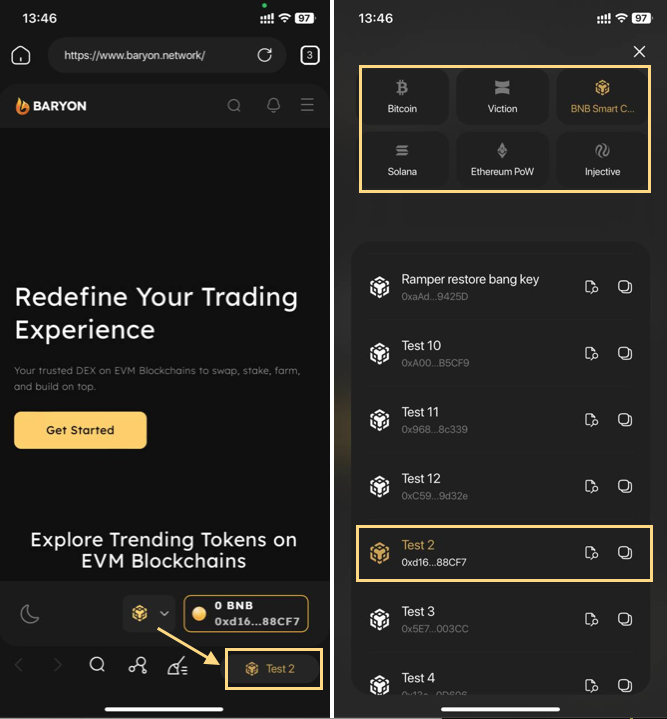 13:46
97
https://www.baryon.network/
3
BARYON
Redefine Your Trading
Experience
Your trusted DEX on EVM Blockchains to swap, stake, farm,
and build on top.
Get Started
Explore Trending Tokens on
EVM Blockchains
0 BNB
0xd16...88CF7
Test 2
13:46
97
Bitcoin
Viction
BNB Smart C...
Solana
Ethereum PoW
Injective
Ramper restore bang key
0xaAd...9425D
Test 10
0xA00...B5CF9
Test 11
0x968...8c339
Test 12
0xC59...9d32e
Test 2
0xd16...88CF7
Test 3
0x5E7...003CC
Test 4